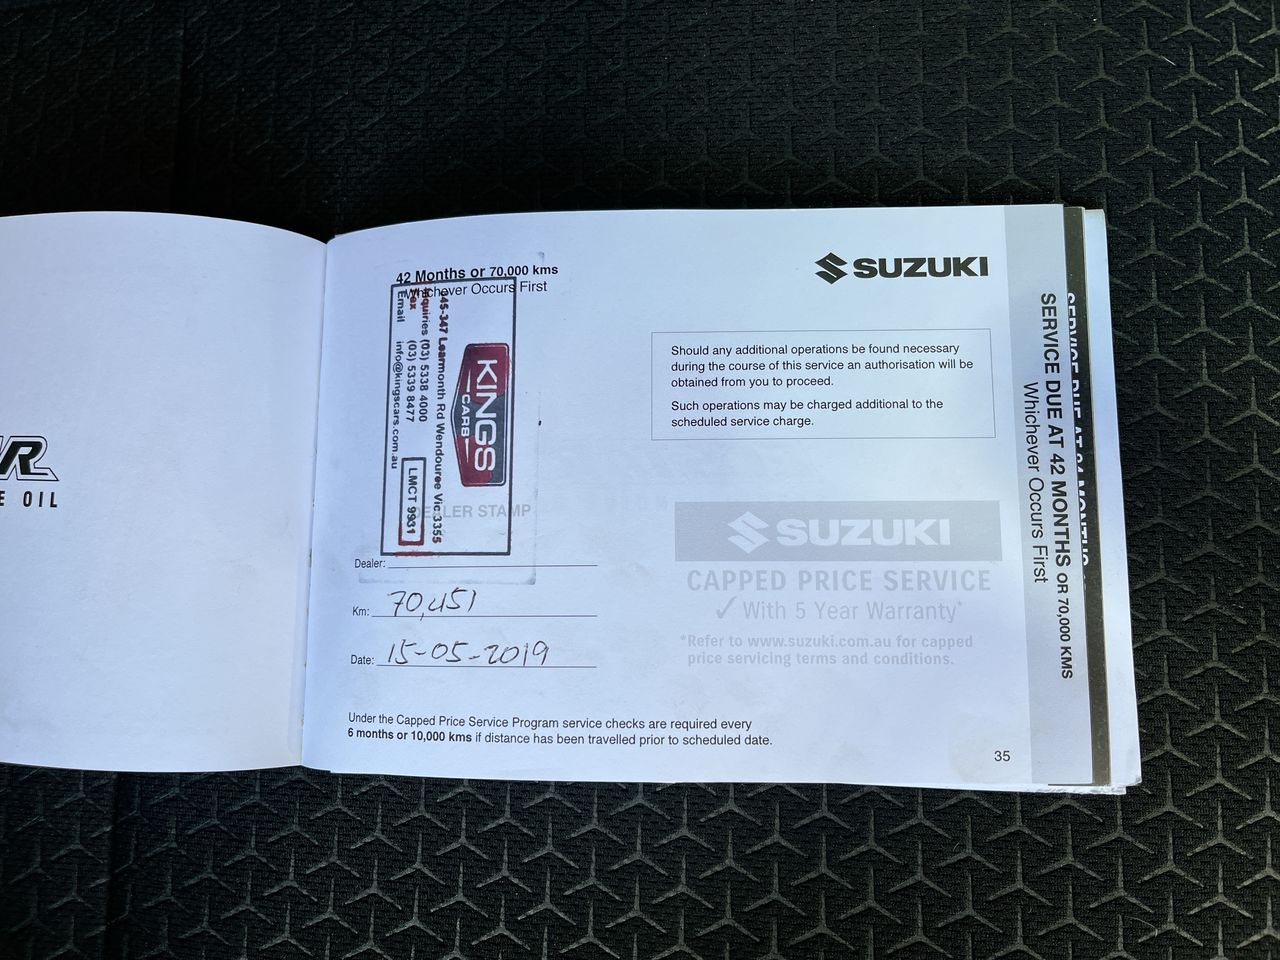 E OIL
42 Months or 70,000 kms
Whichever Occurs First
KINGS
CARS
345-347 Learmonth Rd Wendouree Vic 3355
Enquiries (03) 5338 4000
Fax (03) 5339 8477
Email info@kingscars.com.au
LMCT 9931
DEALER STAMP
Dealer:
Km: 70,451
Date: 15-05-2019
Under the Capped Price Service Program service checks are required every
6 months or 10,000 kms if distance has been travelled prior to scheduled date.
SUZUKI
Should any additional operations be found necessary
during the course of this service an authorisation will be
obtained from you to proceed.
Such operations may be charged additional to the
scheduled service charge.
SUZUKI
CAPPED PRICE SERVICE
✓ With 5 Year Warranty*
*Refer to www.suzuki.com.au for capped
price servicing terms and conditions.
35
SERVICE DUE AT 42 MONTHS OR 70,000 KMS
Whichever Occurs First